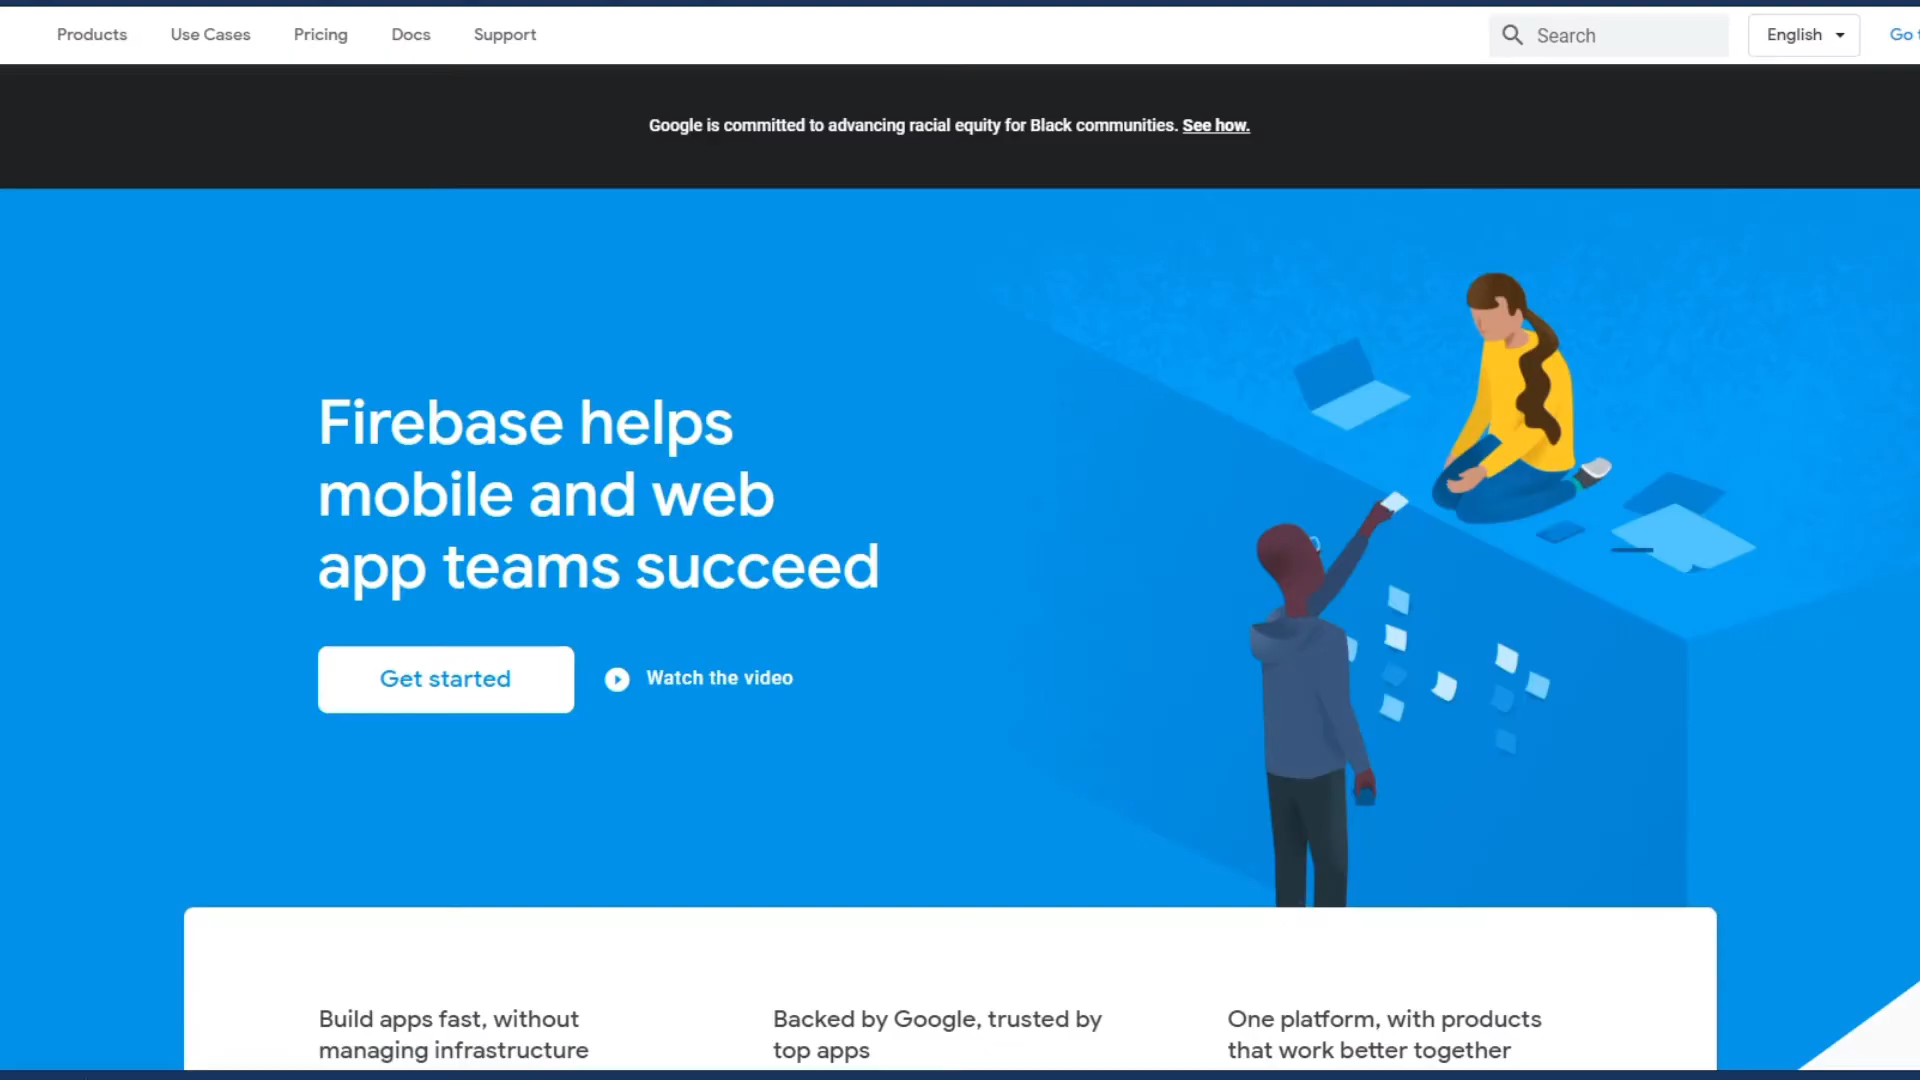 Products Use Cases Pricing Docs Support Search English Go
Google is committed to advancing racial equity for Black communities. See how.
Firebase helps
mobile and web
app teams succeed
Get started Watch the video
Build apps fast, without
managing infrastructure
Backed by Google, trusted by
top apps
One platform, with products
that work better together